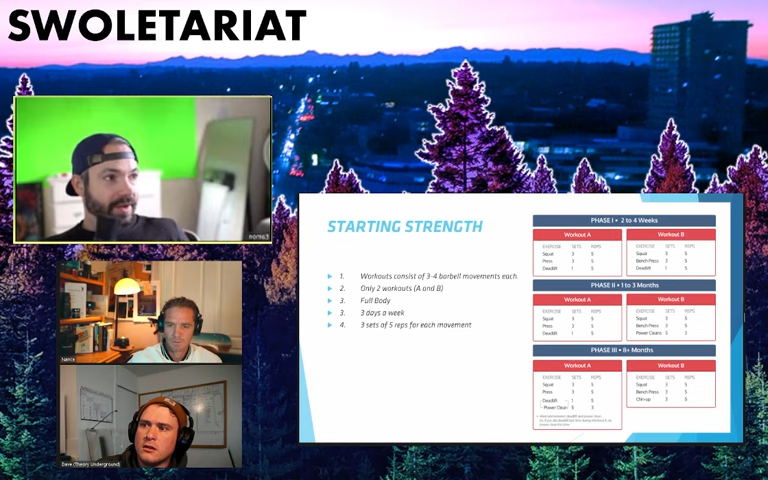 SWOLETARIAT
Nance
Dave (Theory Underground)
STARTING STRENGTH
1. Workouts consist of 3-4 barbell movements each.
2. Only 2 workouts (A and B)
3. Full Body
3. 3 days a week
4. 3 sets of 5 reps for each movement
PHASE I • 2 to 4 Weeks
Workout A
EXERCISE SETS REPS
Squat 3 5
Press 3 5
Deadlift 1 5
Workout B
EXERCISE SETS REPS
Squat 3 5
Bench Press 3 5
Deadlift 1 5
PHASE II • 1 to 3 Months
Workout A
EXERCISE SETS REPS
Squat 3 5
Press 3 5
Deadlift 1 5
Workout B
EXERCISE SETS REPS
Squat 3 5
Bench Press 3 5
Power Cleans 5 3
PHASE III •
Months
Workout A
EXERCISE SETS REPS
Squat 3 5
Press 3 5
Deadlift 1 5
Power Clean 5 3
Workout B
EXERCISE SETS REPS
Squat 3 5
Bench Press 3 5
Chin-up 3